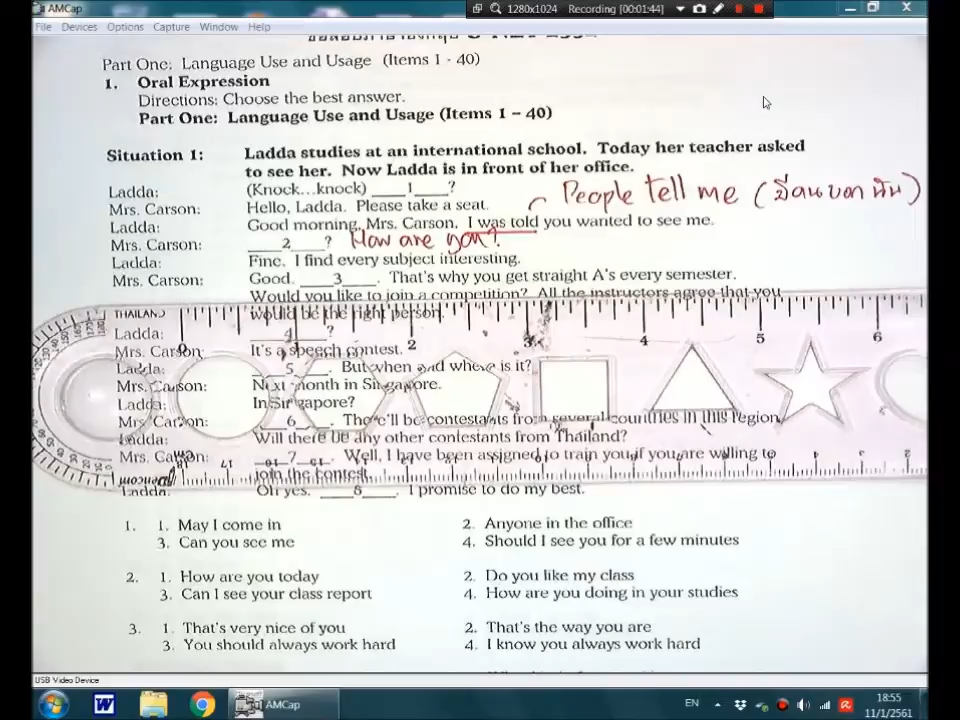 AMCap
1280x1024 Recording [00:01:44]
File Devices Options Capture Window Help
Part One: Language Use and Usage (Items 1 - 40)
1. Oral Expression
Directions: Choose the best answer.
Part One: Language Use and Usage (Items 1 – 40)
Situation 1: Ladda studies at an international school. Today her teacher asked
to see her. Now Ladda is in front of her office.
Ladda: (Knock...knock) ____1____?
People tell me (มีคนบอกฉัน)
Mrs. Carson: Hello, Ladda. Please take a seat.
Ladda: Good morning, Mrs. Carson. I was told you wanted to see me.
Mrs. Carson: ____2____? How are you?
Ladda: Fine. I find every subject interesting.
Mrs. Carson: Good. ____3____. That's why you get straight A's every semester.
Would you like to join a competition? All the instructors agree that you
THAILAND would be the right person.
Ladda: ____4____?
Mrs. Carson: It's a speech contest.
Ladda: ____5____. But when and where is it?
Mrs. Carson: Next month in Singapore.
Ladda: In Singapore?
Mrs. Carson: ____6____. There'll be contestants from several countries in this region.
Ladda: Will there be any other contestants from Thailand?
Mrs. Carson: ____7____. Well, I have been assigned to train you if you are willing to
join the contest.
Ladda: Oh yes. ____8____. I promise to do my best.
1. 1. May I come in 2. Anyone in the office
3. Can you see me 4. Should I see you for a few minutes
2. 1. How are you today 2. Do you like my class
3. Can I see your class report 4. How are you doing in your studies
3. 1. That's very nice of you 2. That's the way you are
3. You should always work hard 4. I know you always work hard
USB Video Device
AMCap EN 18:55
11/1/2561